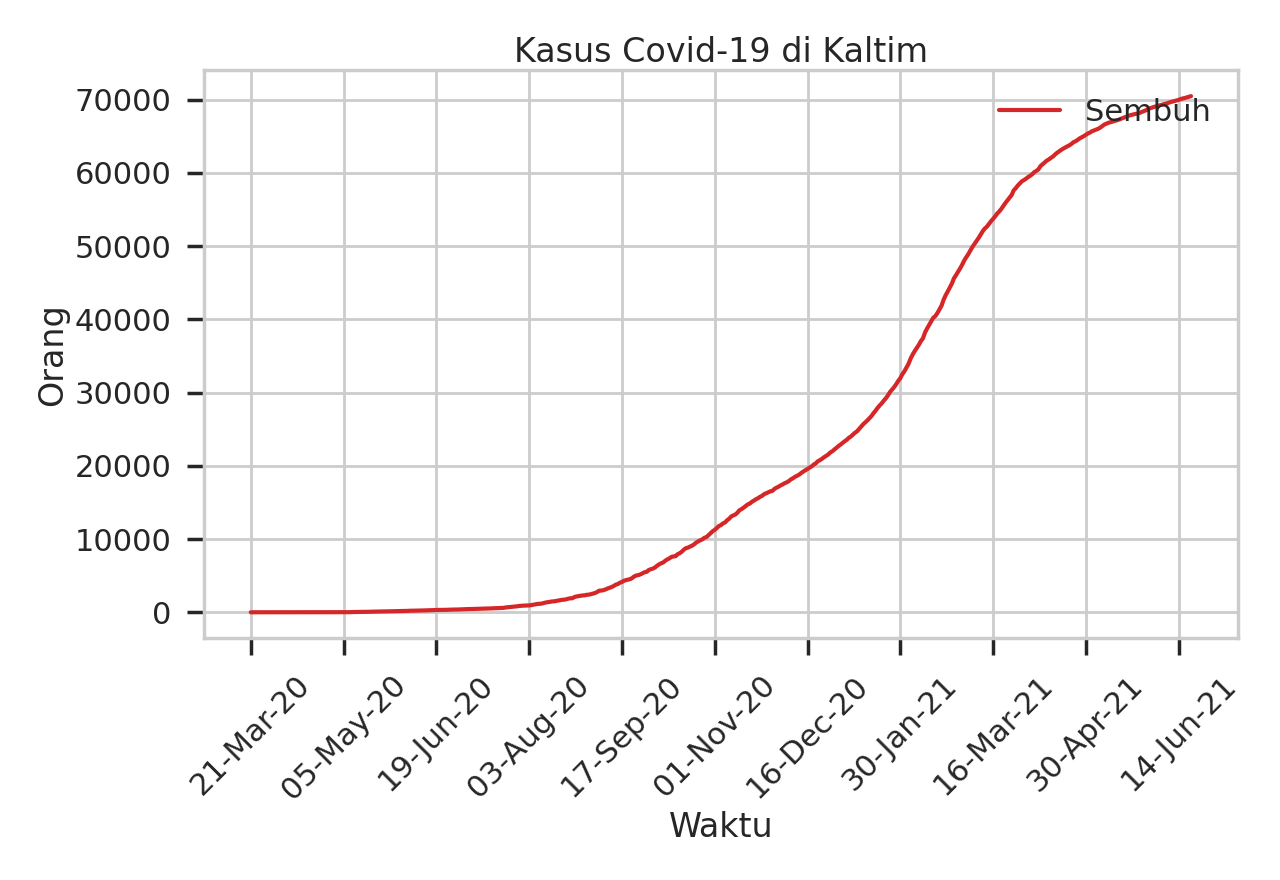 Kasus Covid-19 di Kaltim
Sembuh
Orang
70000
60000
50000
40000
30000
20000
10000
0
21-Mar-20
05-May-20
19-Jun-20
03-Aug-20
17-Sep-20
01-Nov-20
16-Dec-20
30-Jan-21
16-Mar-21
30-Apr-21
14-Jun-21
Waktu